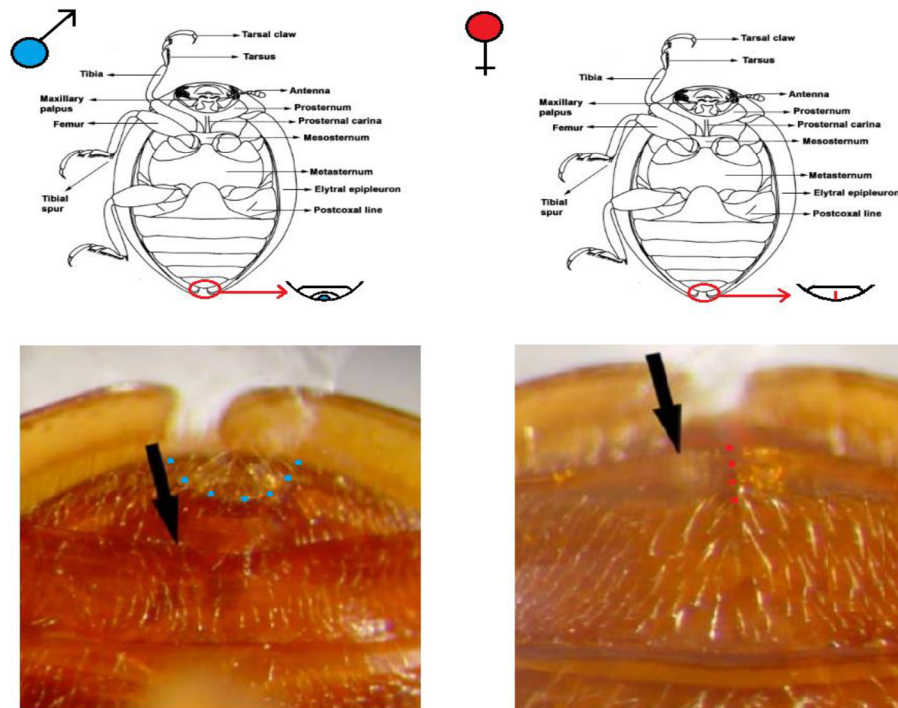 Tarsal claw
Tarsus
Tibia
Antenna
Maxillary
palpus
Prosternum
Femur
Prosternal carina
Mesosternum
Metasternum
Elytral epipleuron
Tibial
spur
Postcoxal line
Tarsal claw
Tarsus
Tibia
Antenna
Maxillary
palpus
Prosternum
Femur
Prosternal carina
Mesosternum
Metasternum
Elytral epipleuron
Tibial
spur
Postcoxal line